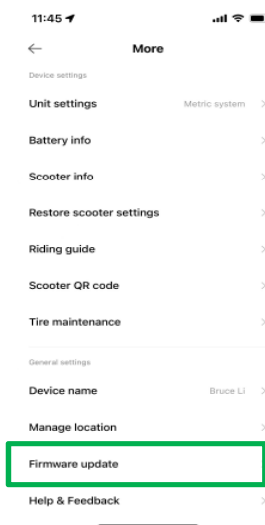 11:45
More
Device settings
Unit settings Metric system
Battery info
Scooter info
Restore scooter settings
Riding guide
Scooter QR code
Tire maintenance
General settings
Device name Bruce Li
Manage location
Firmware update
Help & Feedback